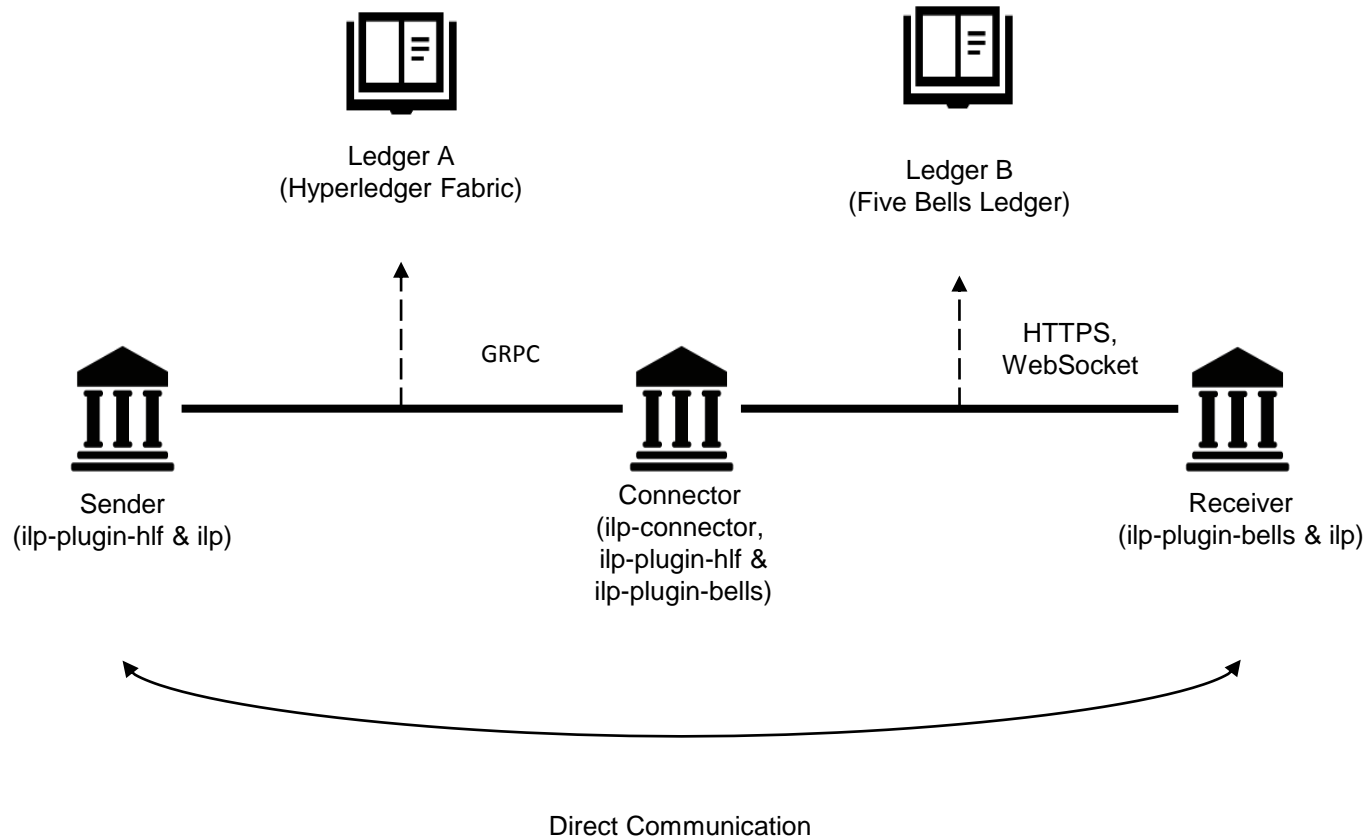 Ledger A
(Hyperledger Fabric)
Ledger B
(Five Bells Ledger)
GRPC
HTTPS,
WebSocket
Sender
(ilp-plugin-hlf & ilp)
Connector
(ilp-connector,
ilp-plugin-hlf &
ilp-plugin-bells)
Receiver
(ilp-plugin-bells & ilp)
Direct Communication